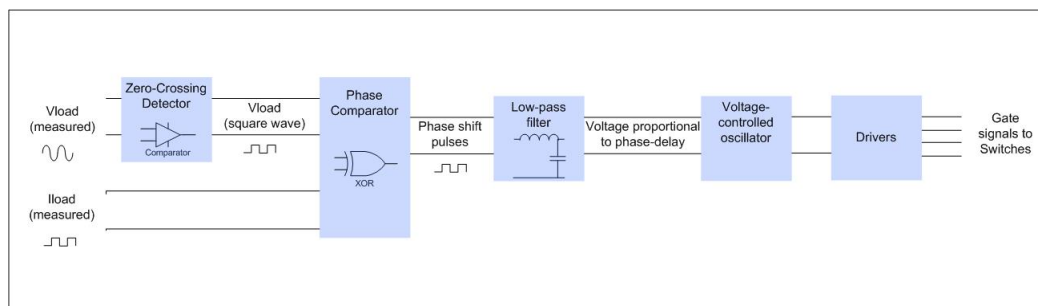 Vload
(measured)
Zero-Crossing
Detector
Comparator
Vload
(square wave)
Iload
(measured)
Phase
Comparator
XOR
Phase shift
pulses
Low-pass
filter
Voltage proportional
to phase-delay
Voltage-
controlled
oscillator
Drivers
Gate
signals to
Switches